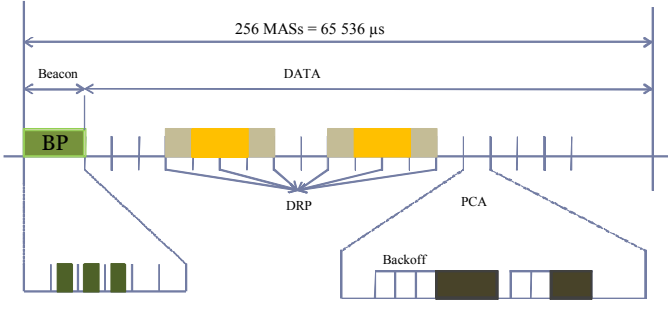 256 MASs = 65 536 µs
Beacon
DATA
BP
DRP
PCA
Backoff